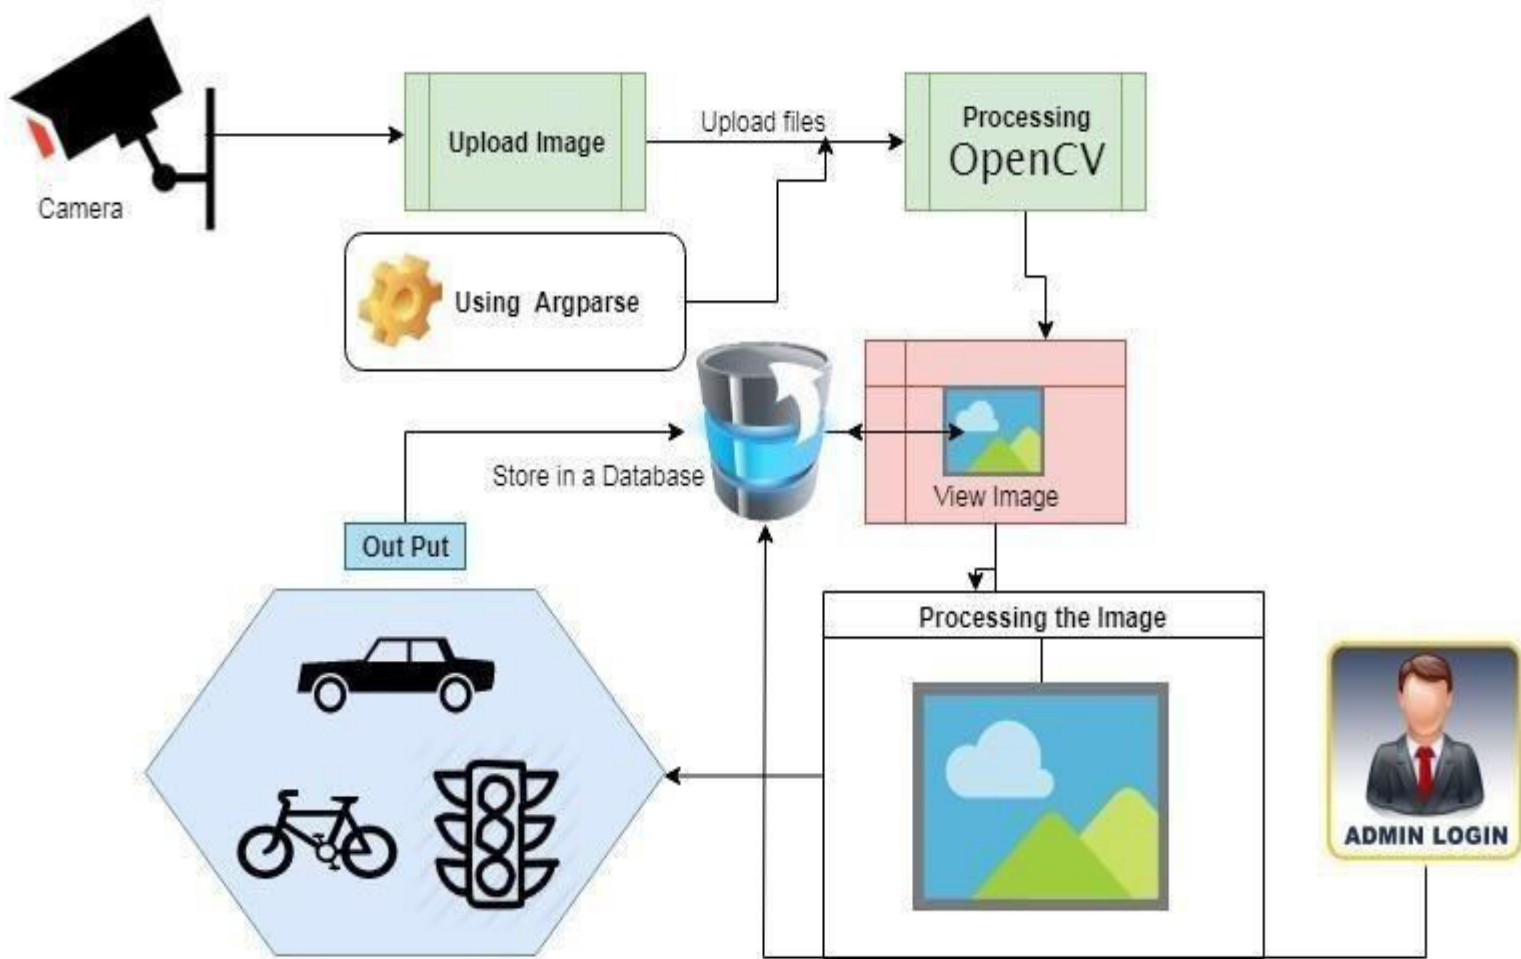 Camera
Upload Image
Upload files
Processing
OpenCV
Using Argparse
Store in a Database
View Image
Out Put
Processing the Image
ADMIN LOGIN